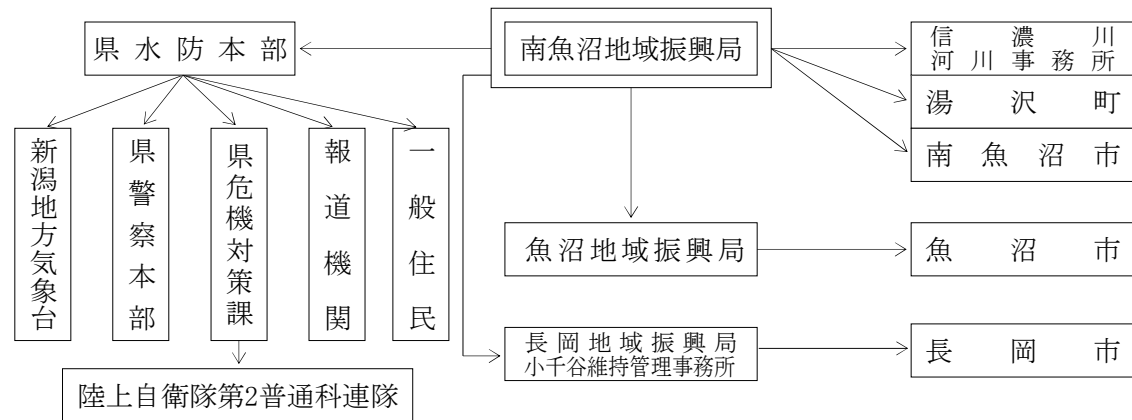 県水防本部
南魚沼地域振興局
信濃川
河川事務所
湯沢町
南魚沼市
新潟地方気象台
県警察本部
県危機対策課
報道機関
一般住民
魚沼地域振興局
魚沼市
長岡地域振興局
小千谷維持管理事務所
長岡市
陸上自衛隊第2普通科連隊